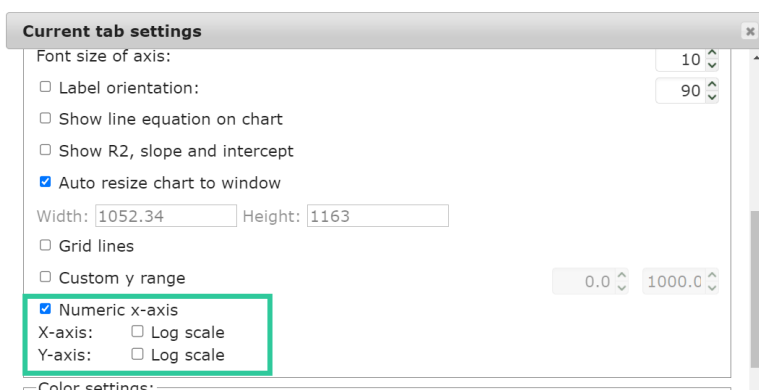 Current tab settings
Font size of axis: 10
Label orientation: 90
Show line equation on chart
Show R2, slope and intercept
Auto resize chart to window
Width: 1052.34 Height: 1163
Grid lines
Custom y range 0.0 1000.0
Numeric x-axis
X-axis: Log scale
Y-axis: Log scale
Color settings: